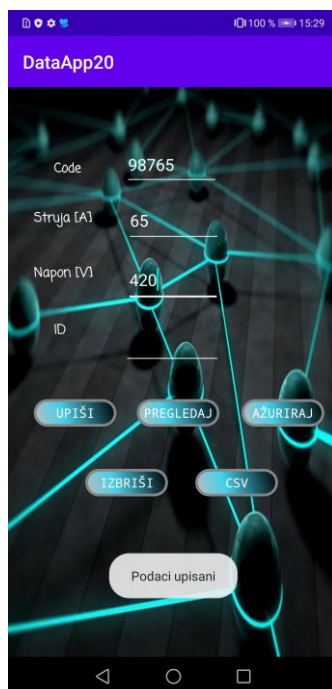 100 % 15:29
DataApp20
Code 98765
Struja [A] 65
Napon [V] 420
ID
UPIŠI PREGLEDAJ AŽURIRAJ
IZBRIŠI CSV
Podaci upisani